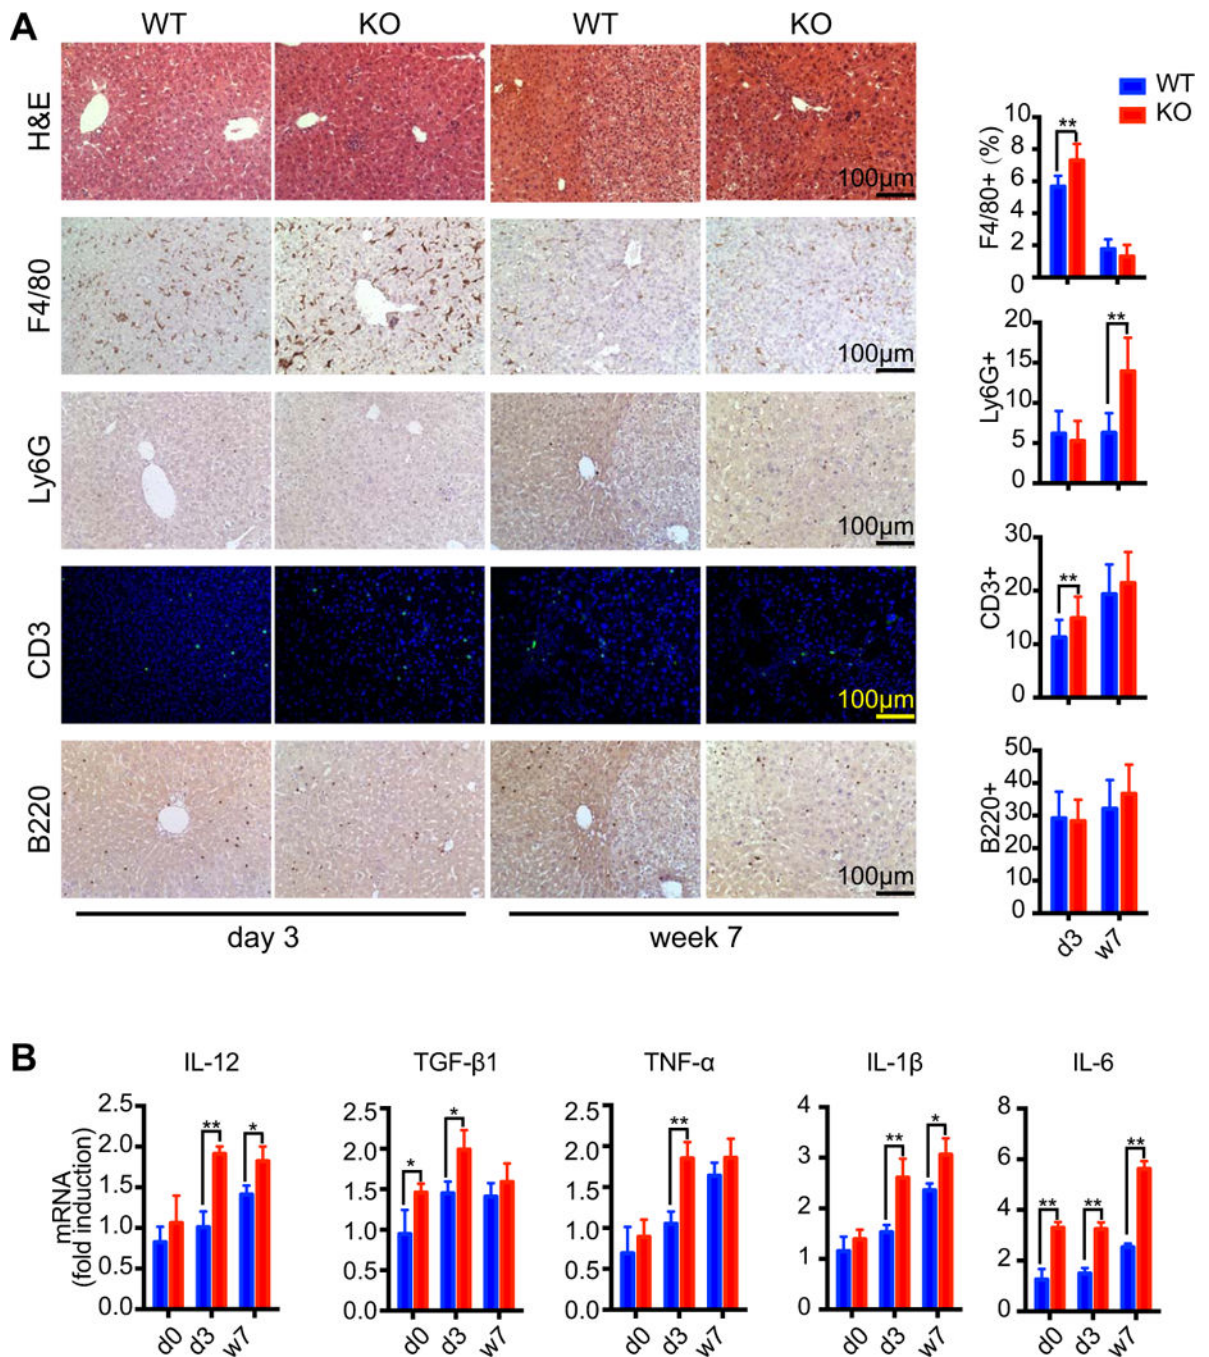 A
WT
KO
WT
KO
H&E
100µm
F4/80
100µm
Ly6G
100µm
CD3
100µm
B220
100µm
day 3
week 7
WT
KO
F4/80+ (%)
10
8
6
4
2
0
**
Ly6G+
20
15
10
5
0
**
CD3+
30
20
10
0
**
B220+
50
40
30
20
10
0
d3
w7
B
mRNA
(fold induction)
IL-12
2.5
2.0
1.5
1.0
0.5
0.0
**
*
d0
d3
w7
TGF-β1
2.5
2.0
1.5
1.0
0.5
0.0
*
*
d0
d3
w7
TNF-α
2.5
2.0
1.5
1.0
0.5
0.0
**
d0
d3
w7
IL-1β
4
3
2
1
0
**
*
d0
d3
w7
IL-6
8
6
4
2
0
**
**
**
d0
d3
w7